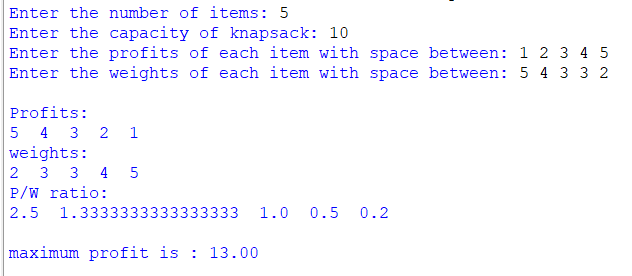 Enter the number of items: 5
Enter the capacity of knapsack: 10
Enter the profits of each item with space between: 1 2 3 4 5
Enter the weights of each item with space between: 5 4 3 3 2
Profits:
5  4  3  2  1
weights:
2  3  3  4  5
P/W ratio:
2.5  1.3333333333333333  1.0  0.5  0.2
maximum profit is : 13.00